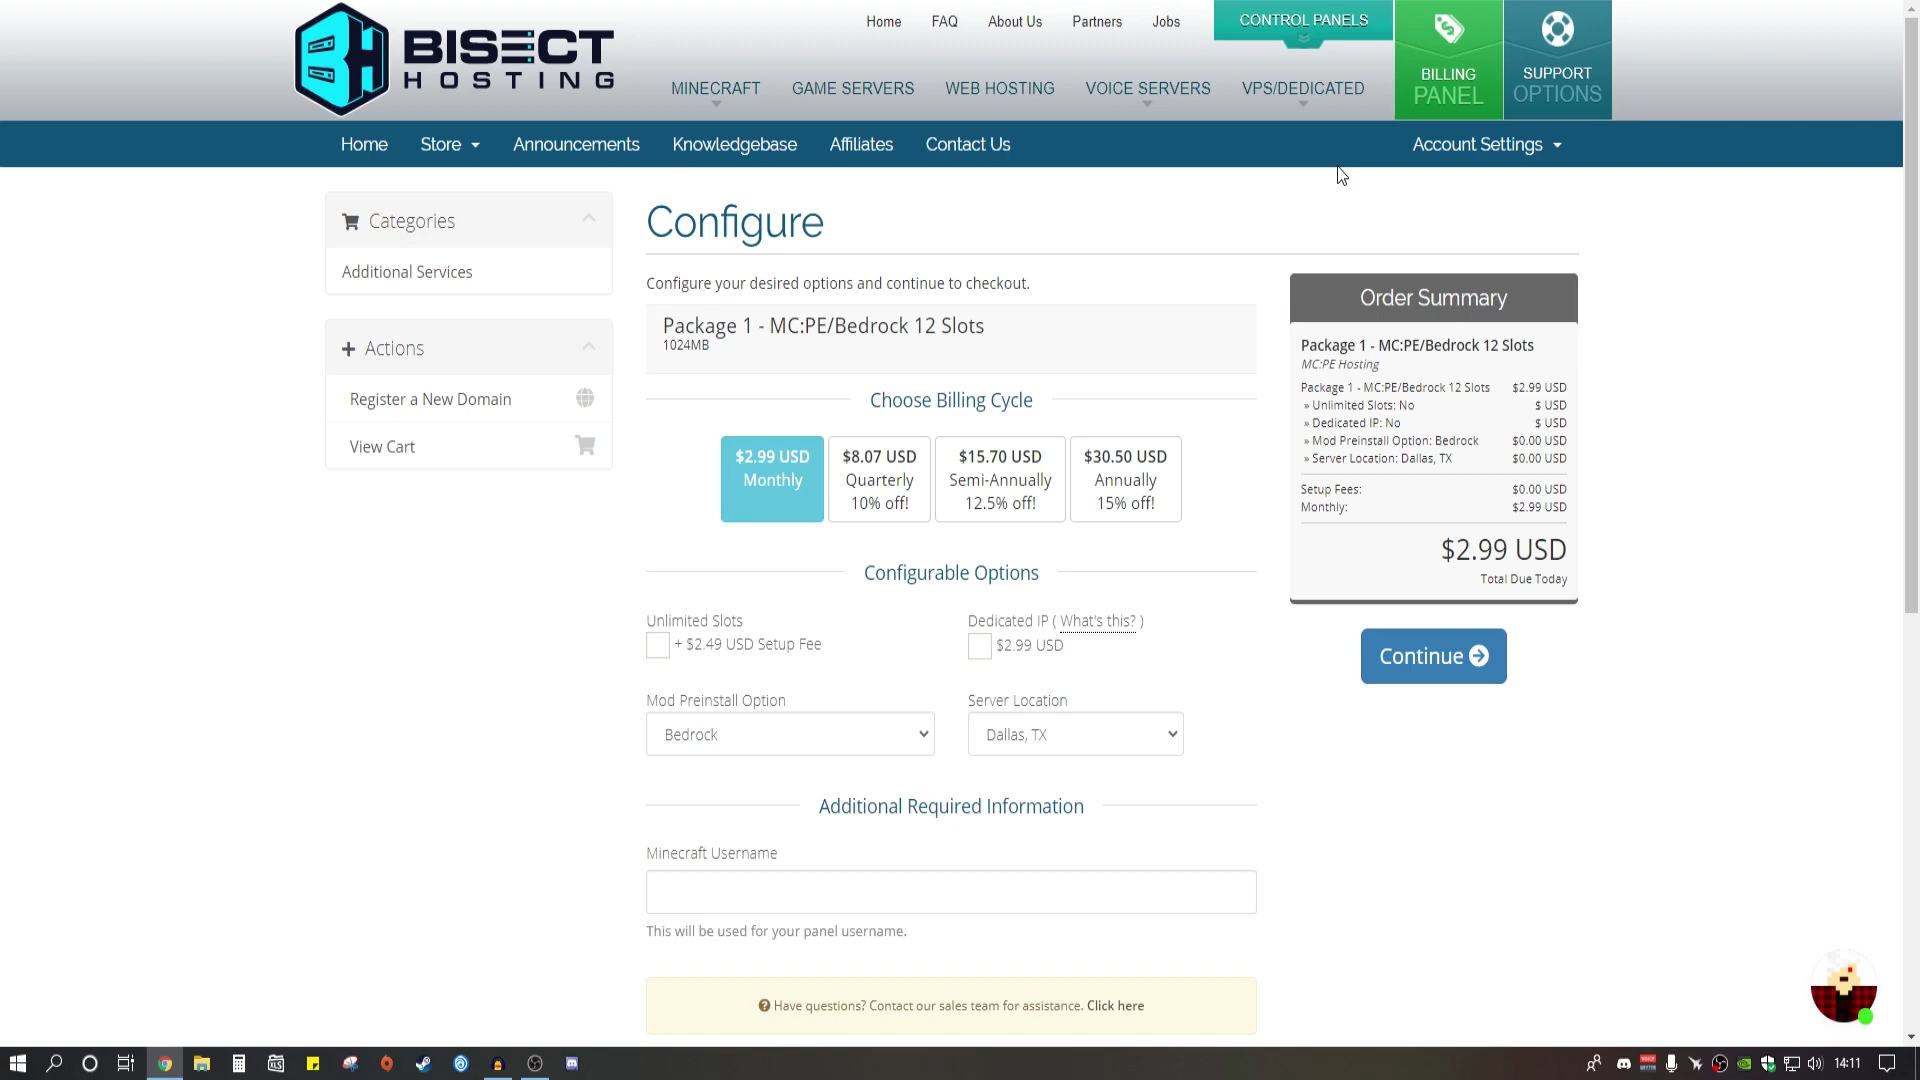 BISECT
HOSTING
Home
FAQ
About Us
Partners
Jobs
CONTROL PANELS
BILLING
PANEL
SUPPORT
OPTIONS
MINECRAFT
GAME SERVERS
WEB HOSTING
VOICE SERVERS
VPS/DEDICATED
Home
Store
Announcements
Knowledgebase
Affiliates
Contact Us
Account Settings
Categories
Additional Services
Actions
Register a New Domain
View Cart
Configure
Configure your desired options and continue to checkout.
Package 1 - MC:PE/Bedrock 12 Slots
1024MB
Choose Billing Cycle
$2.99 USD
Monthly
$8.07 USD
Quarterly
10% off!
$15.70 USD
Semi-Annually
12.5% off!
$30.50 USD
Annually
15% off!
Configurable Options
Unlimited Slots
+ $2.49 USD Setup Fee
Dedicated IP ( What's this? )
$2.99 USD
Mod Preinstall Option
Bedrock
Server Location
Dallas, TX
Additional Required Information
Minecraft Username
This will be used for your panel username.
Have questions? Contact our sales team for assistance. Click here
Order Summary
Package 1 - MC:PE/Bedrock 12 Slots
MC:PE Hosting
Package 1 - MC:PE/Bedrock 12 Slots $2.99 USD
» Unlimited Slots: No $ USD
» Dedicated IP: No $ USD
» Mod Preinstall Option: Bedrock $0.00 USD
» Server Location: Dallas, TX $0.00 USD
Setup Fees: $0.00 USD
Monthly: $2.99 USD
$2.99 USD
Total Due Today
Continue
14:11